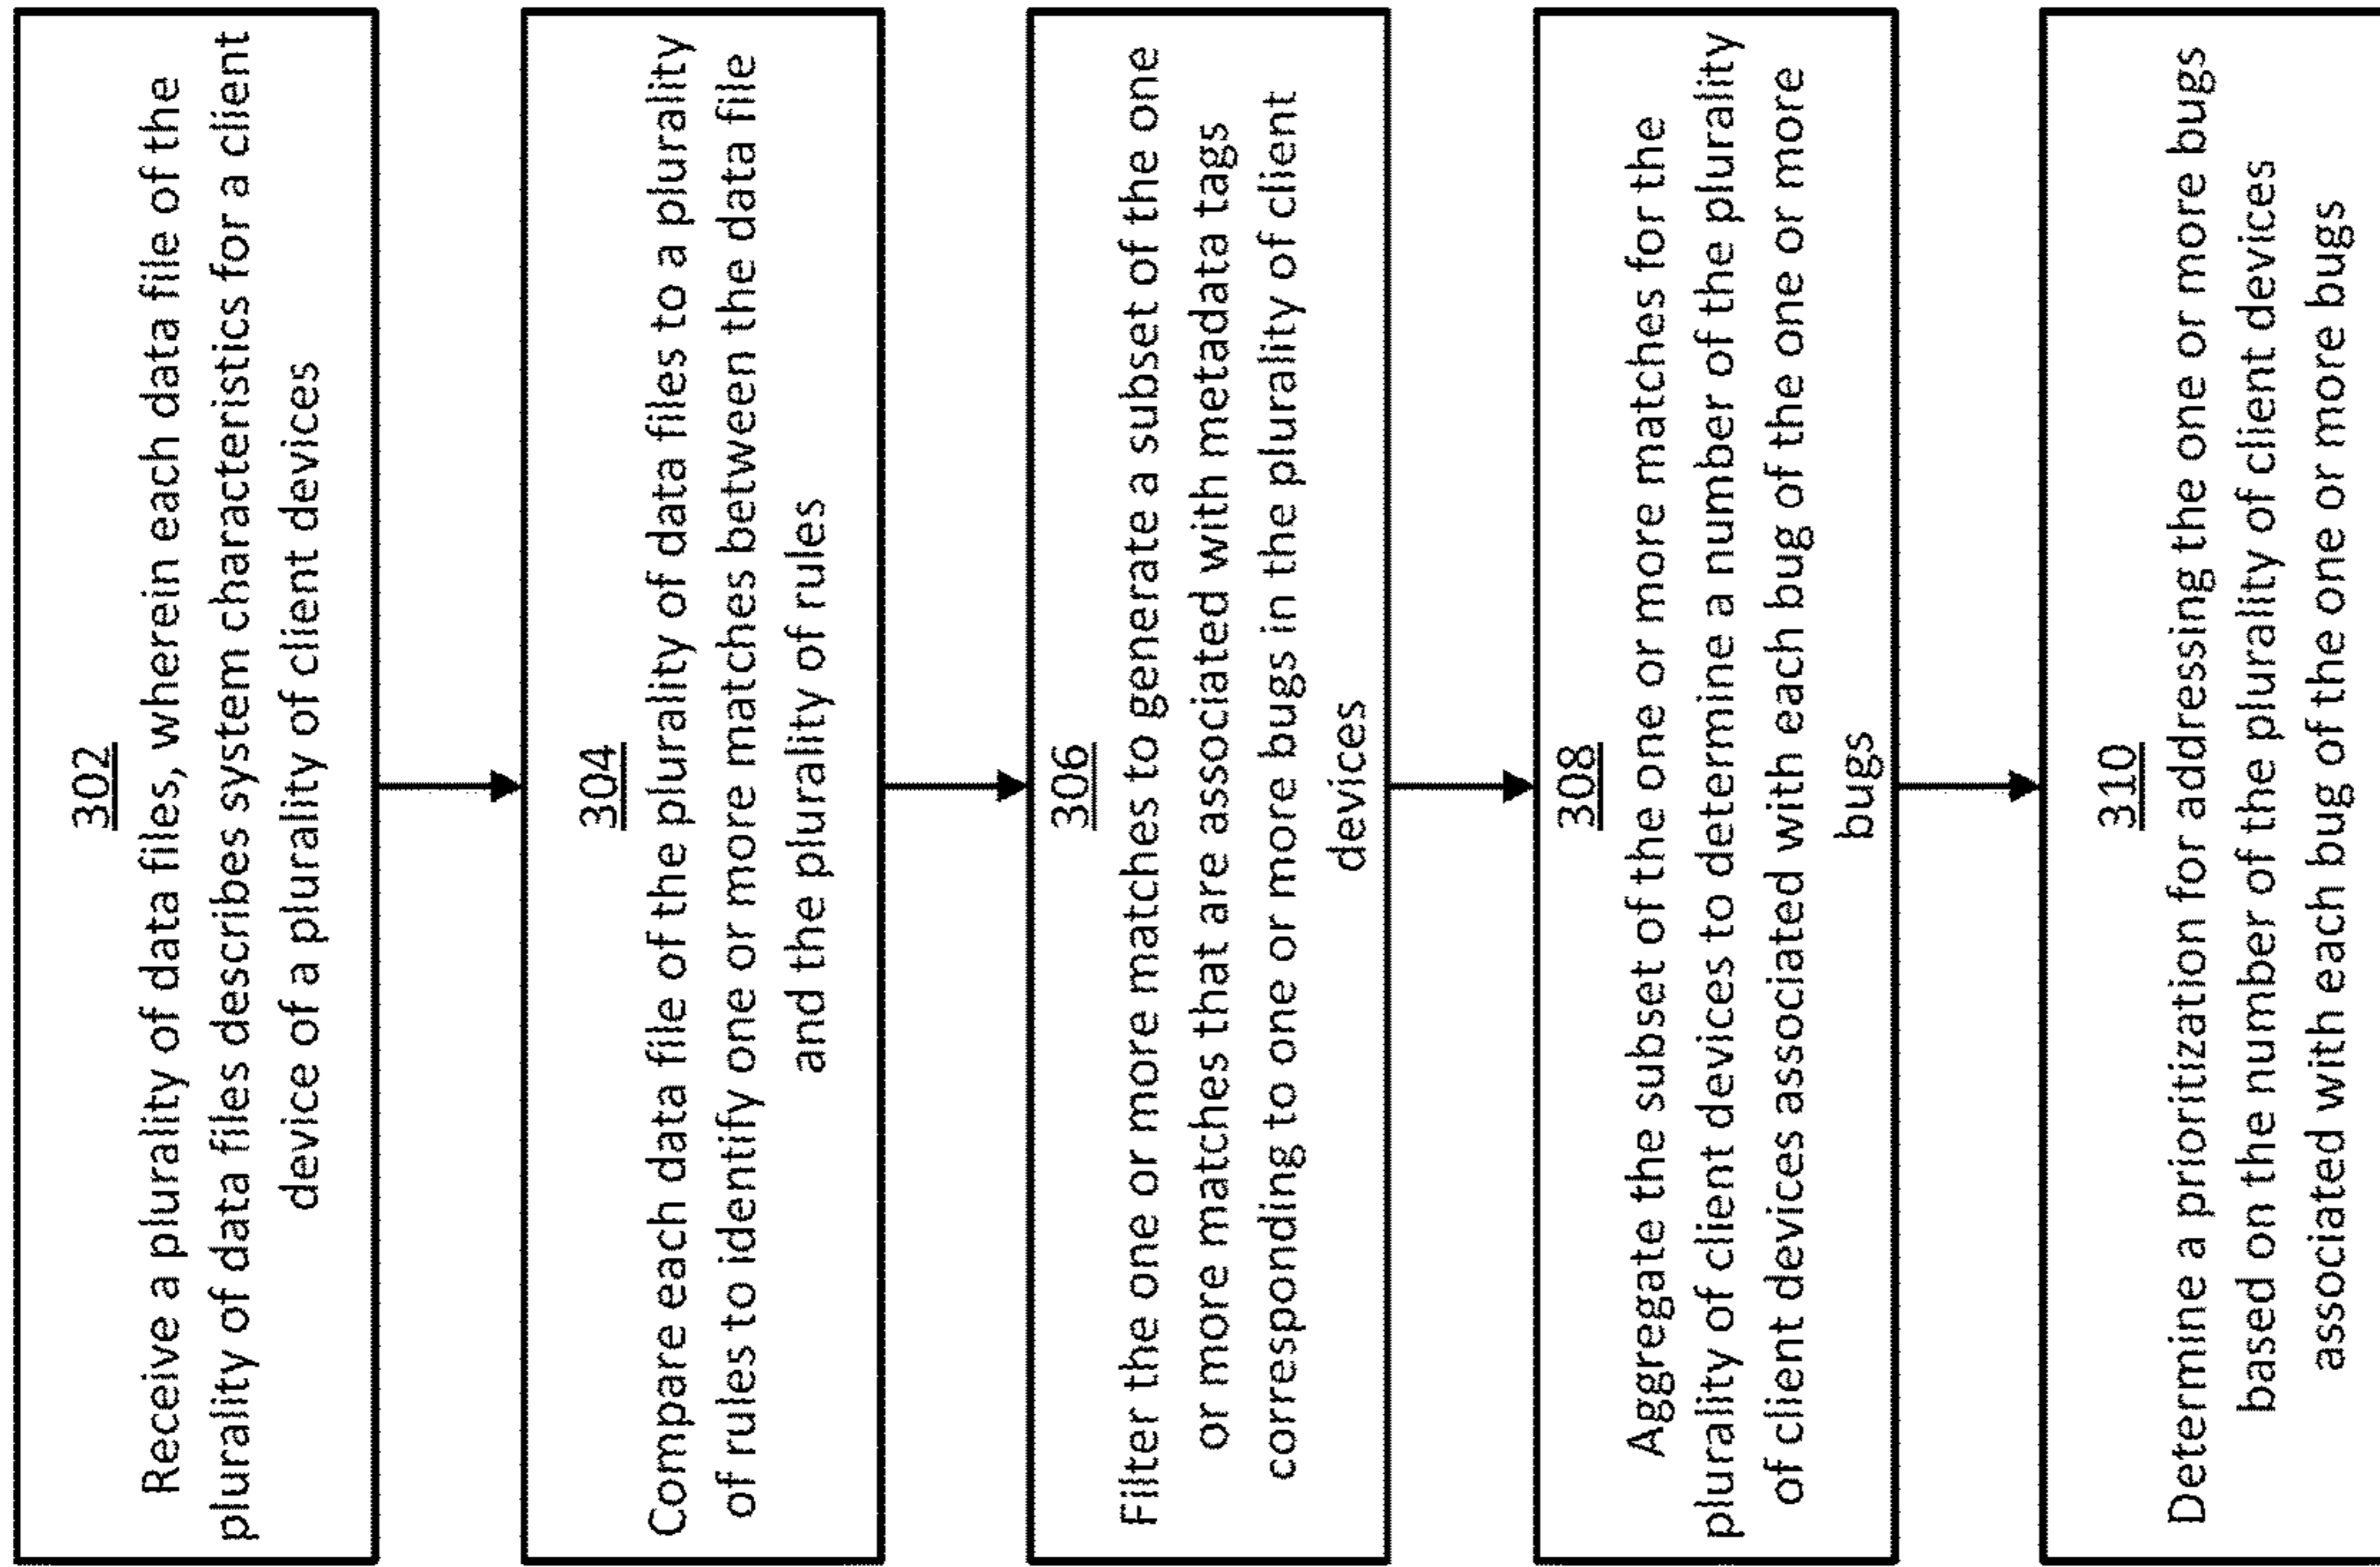 302
Receive a plurality of data files, wherein each data file of the
plurality of data files describes system characteristics for a client
device of a plurality of client devices
304
Compare each data file of the plurality of data files to a plurality
of rules to identify one or more matches between the data file
and the plurality of rules
306
Filter the one or more matches to generate a subset of the one
or more matches that are associated with metadata tags
corresponding to one or more bugs in the plurality of client
devices
308
Aggregate the subset of the one or more matches for the
plurality of client devices to determine a number of the plurality
of client devices associated with each bug of the one or more
bugs
310
Determine a prioritization for addressing the one or more bugs
based on the number of the plurality of client devices
associated with each bug of the one or more bugs